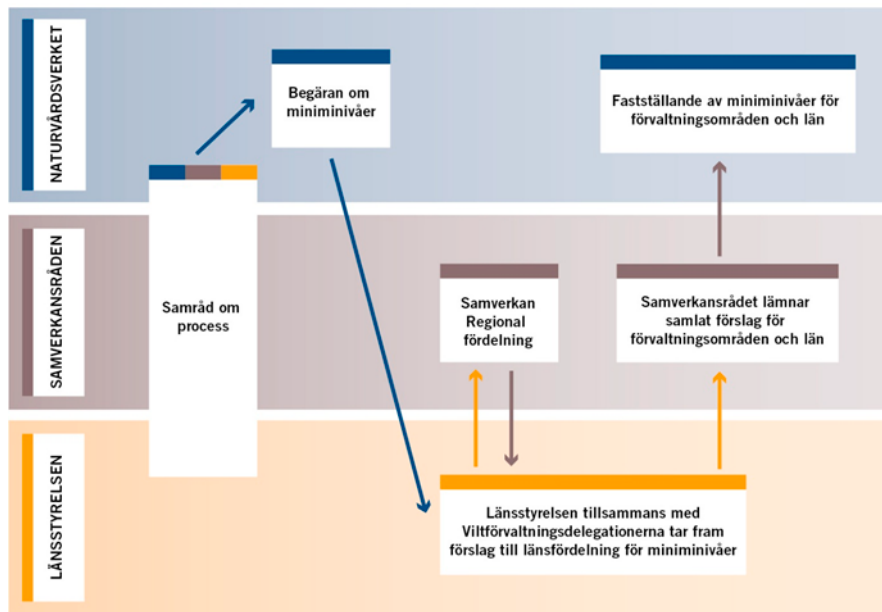 NATURVÅRDSVERKET
Begäran om
miniminivåer
Fastställande av miniminivåer för
förvaltningsområden och län
SAMVERKANSRÅDEN
Samråd om
process
Samverkan
Regional
fördelning
Samverkansrådet lämnar
samlat förslag för
förvaltningsområden och län
LÄNSSTYRELSEN
Länsstyrelsen tillsammans med
Viltförvaltningsdelegationerna tar fram
förslag till länsfördelning för miniminivåer